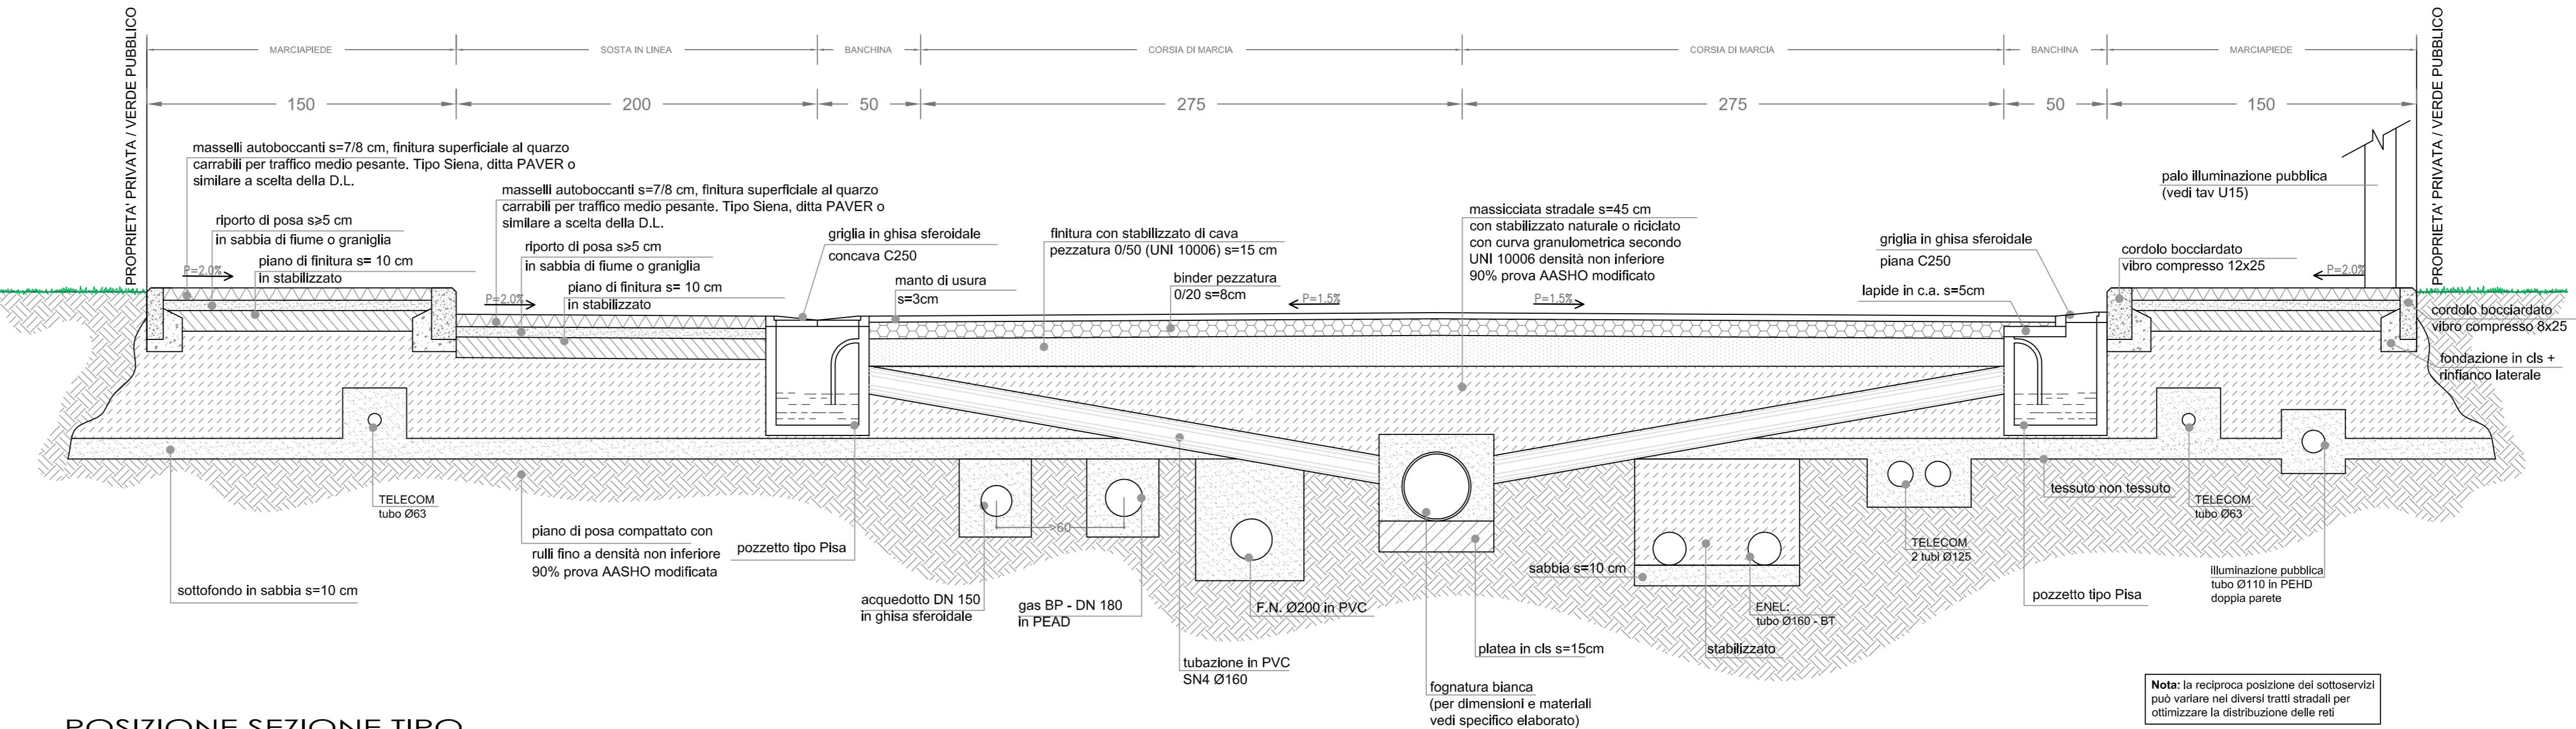 PROPRIETA' PRIVATA / VERDE PUBBLICO
MARCIAPIEDE
SOSTA IN LINEA
BANCHINA
CORSIA DI MARCIA
CORSIA DI MARCIA
BANCHINA
MARCIAPIEDE
PROPRIETA' PRIVATA / VERDE PUBBLICO
150
200
50
275
275
50
150
masselli autoboccanti s=7/8 cm, finitura superficiale al quarzo
carrabili per traffico medio pesante. Tipo Siena, ditta PAVER o
similare a scelta della D.L.
riporto di posa s≥5 cm
in sabbia di fiume o graniglia
piano di finitura s= 10 cm
in stabilizzato
P=2.0%
masselli autoboccanti s=7/8 cm, finitura superficiale al quarzo
carrabili per traffico medio pesante. Tipo Siena, ditta PAVER o
similare a scelta della D.L.
riporto di posa s≥5 cm
in sabbia di fiume o graniglia
piano di finitura s= 10 cm
in stabilizzato
P=2.0%
griglia in ghisa sferoidale
concava C250
manto di usura
s=3cm
finitura con stabilizzato di cava
pezzatura 0/50 (UNI 10006) s=15 cm
binder pezzatura
0/20 s=8cm
P=1.5%
massicciata stradale s=45 cm
con stabilizzato naturale o riciclato
con curva granulometrica secondo
UNI 10006 densità non inferiore
90% prova AASHO modificato
P=1.5%
griglia in ghisa sferoidale
piana C250
lapide in c.a. s=5cm
palo illuminazione pubblica
(vedi tav U15)
cordolo bocciardato
vibro compresso 12x25
P=2.0%
cordolo bocciardato
vibro compresso 8x25
fondazione in cls +
rinfianco laterale
TELECOM
tubo Ø63
sottofondo in sabbia s=10 cm
piano di posa compattato con
rulli fino a densità non inferiore
90% prova AASHO modificata
pozzetto tipo Pisa
>60
acquedotto DN 150
in ghisa sferoidale
gas BP - DN 180
in PEAD
tubazione in PVC
SN4 Ø160
F.N. Ø200 in PVC
fognatura bianca
(per dimensioni e materiali
vedi specifico elaborato)
platea in cls s=15cm
sabbia s=10 cm
stabilizzato
ENEL:
tubo Ø160 - BT
TELECOM
2 tubi Ø125
tessuto non tessuto
pozzetto tipo Pisa
TELECOM
tubo Ø63
illuminazione pubblica
tubo Ø110 in PEHD
doppia parete
Nota: la reciproca posizione dei sottoservizi
può variare nei diversi tratti stradali per
ottimizzare la distribuzione delle reti
POSIZIONE SEZIONE TIPO